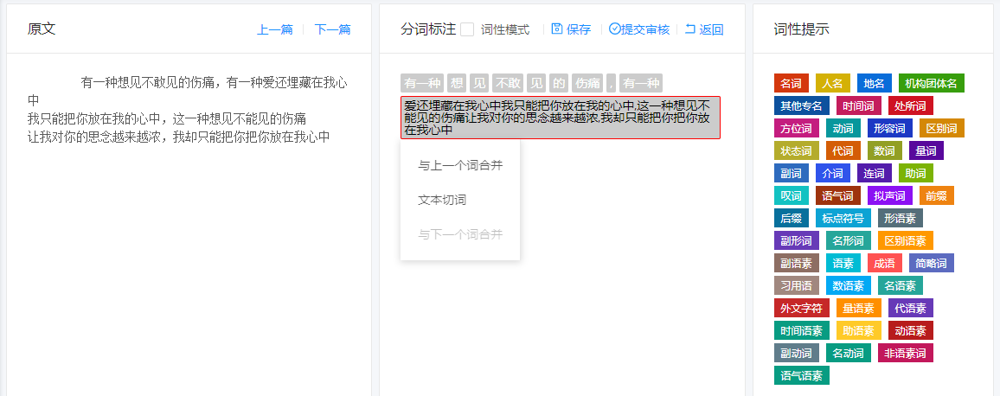 原文
上一篇 下一篇
有一种想见不敢见的伤痛，有一种爱还埋藏在我心
中
我只能把你放在我的心中，这一种想见不能见的伤痛
让我对你的思念越来越浓，我却只能把你把你放在我心中
分词标注 词性模式 保存 提交审核 返回
有一种 想 见 不敢 见 的 伤痛 , 有一种
爱还埋藏在我心中我只能把你放在我的心中,这一种想见不
能见的伤痛让我对你的思念越来越浓,我却只能把你把你放
在我心中
与上一个词合并
文本切词
与下一个词合并
词性提示
名词 人名 地名 机构团体名
其他专名 时间词 处所词
方位词 动词 形容词 区别词
状态词 代词 数词 量词
副词 介词 连词 助词
叹词 语气词 拟声词 前缀
后缀 标点符号 形语素
副形词 名形词 区别语素
副语素 语素 成语 简略词
习用语 数语素 名语素
外文字符 量语素 代语素
时间语素 助语素 动语素
副动词 名动词 非语素词
语气语素